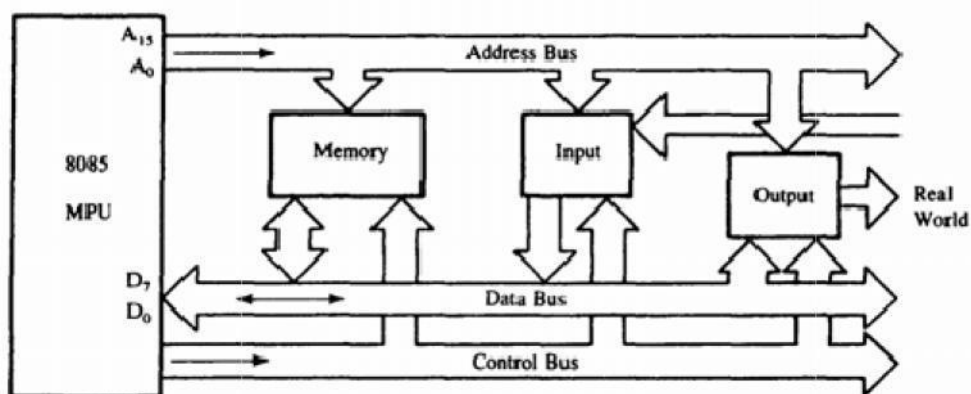 A15
Address Bus
A0
Memory
Input
8085
MPU
Output
Real
World
D7
Data Bus
D0
Control Bus